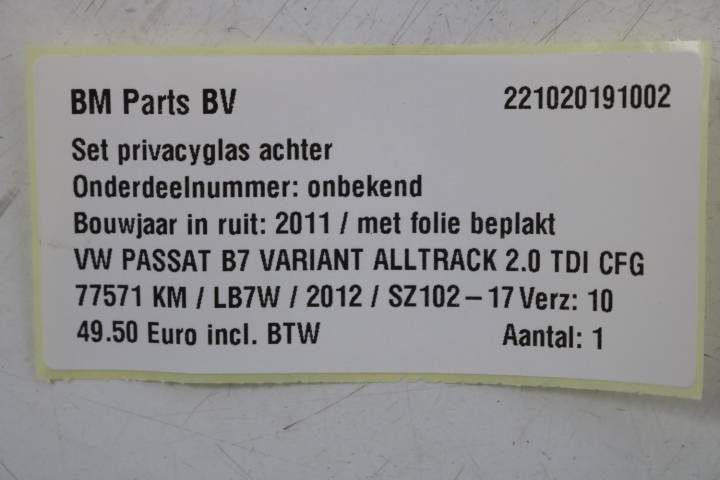 BM Parts BV 221020191002
Set privacyglas achter
Onderdeelnummer: onbekend
Bouwjaar in ruit: 2011 / met folie beplakt
VW PASSAT B7 VARIANT ALLTRACK 2.0 TDI CFG
77571 KM / LB7W / 2012 / SZ102-17 Verz: 10
49.50 Euro incl. BTW Aantal: 1